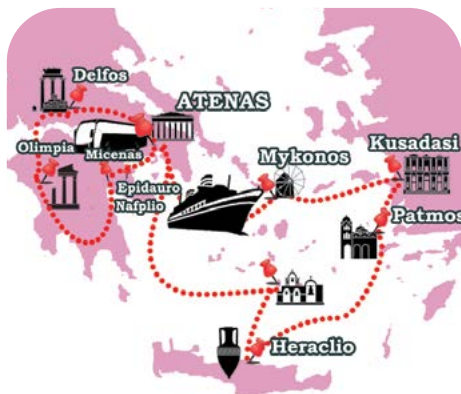 Delfos
ATENAS
Olimpia
Micenas
Mykonos
Kusadasi
Epidauro
Nafplio
Patmos
Heraclio